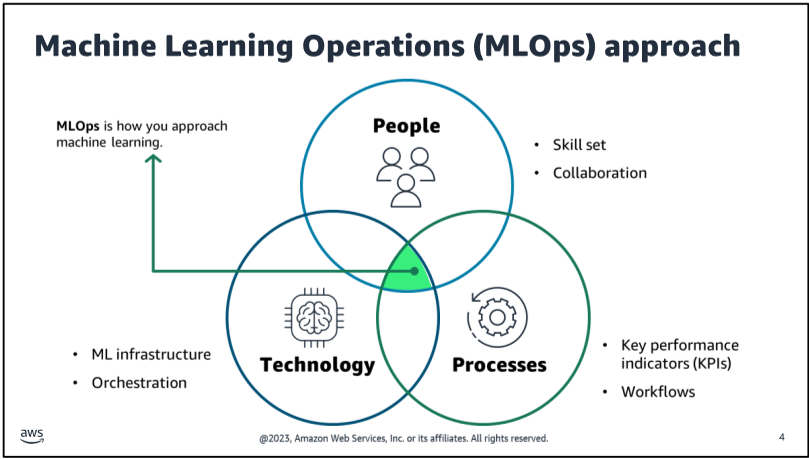 Machine Learning Operations (MLOps) approach
MLOps is how you approach
machine learning.
People
• Skill set
• Collaboration
• ML infrastructure
• Orchestration
Technology
Processes
• Key performance
indicators (KPIs)
• Workflows
aws
@2023, Amazon Web Services, Inc. or its affiliates. All rights reserved.
4